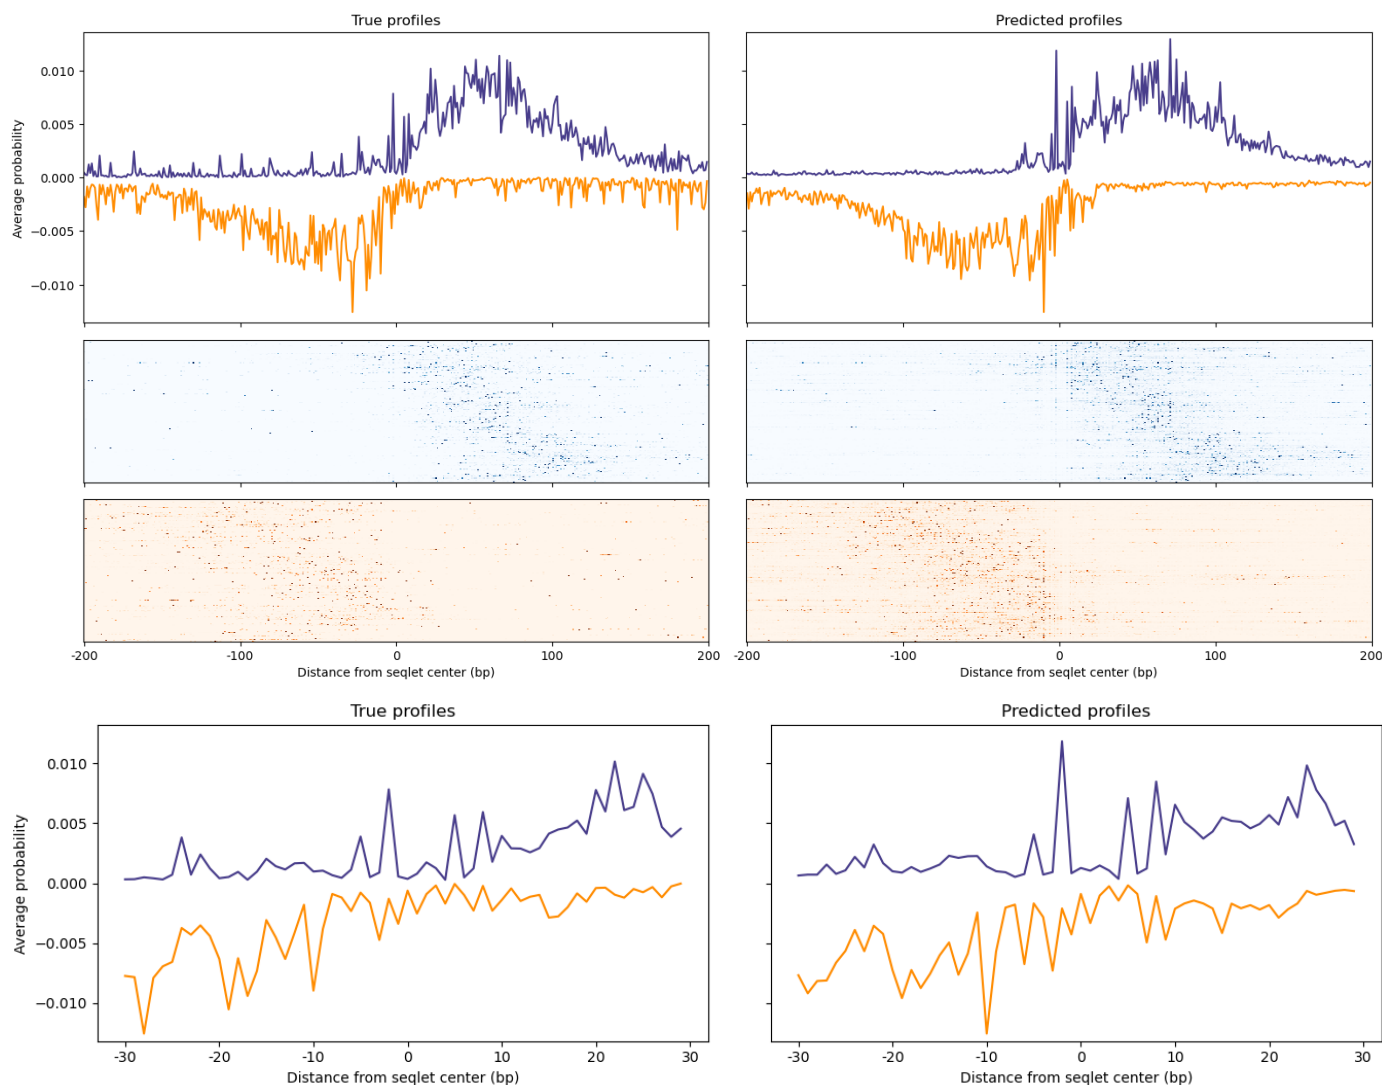 True profiles
Predicted profiles
Average probability
0.010
0.005
0.000
−0.005
−0.010
-200 -100 0 100 200
-200 -100 0 100 200
Distance from seqlet center (bp)
Distance from seqlet center (bp)
True profiles
Predicted profiles
Average probability
0.010
0.005
0.000
−0.005
−0.010
-30 -20 -10 0 10 20 30
-30 -20 -10 0 10 20 30
Distance from seqlet center (bp)
Distance from seqlet center (bp)